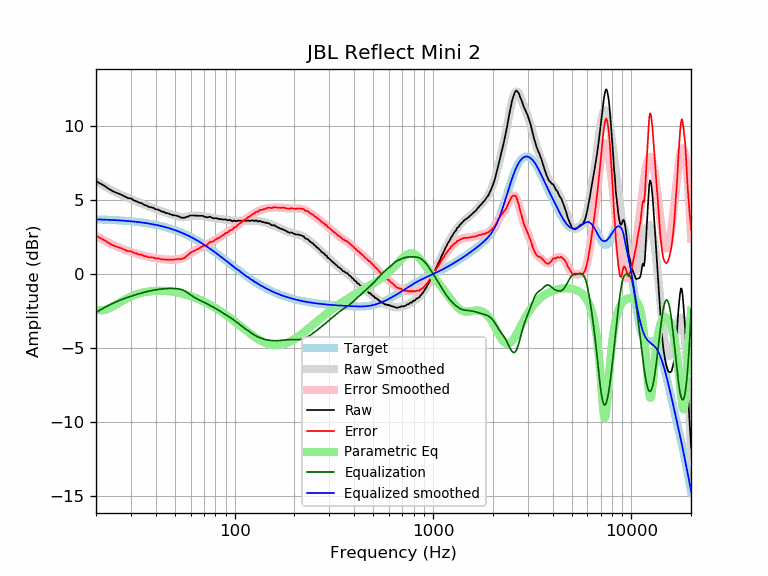 JBL Reflect Mini 2
Amplitude (dBr)
10
5
0
−5
−10
−15
Target
Raw Smoothed
Error Smoothed
Raw
Error
Parametric Eq
Equalization
Equalized smoothed
100
1000
10000
Frequency (Hz)